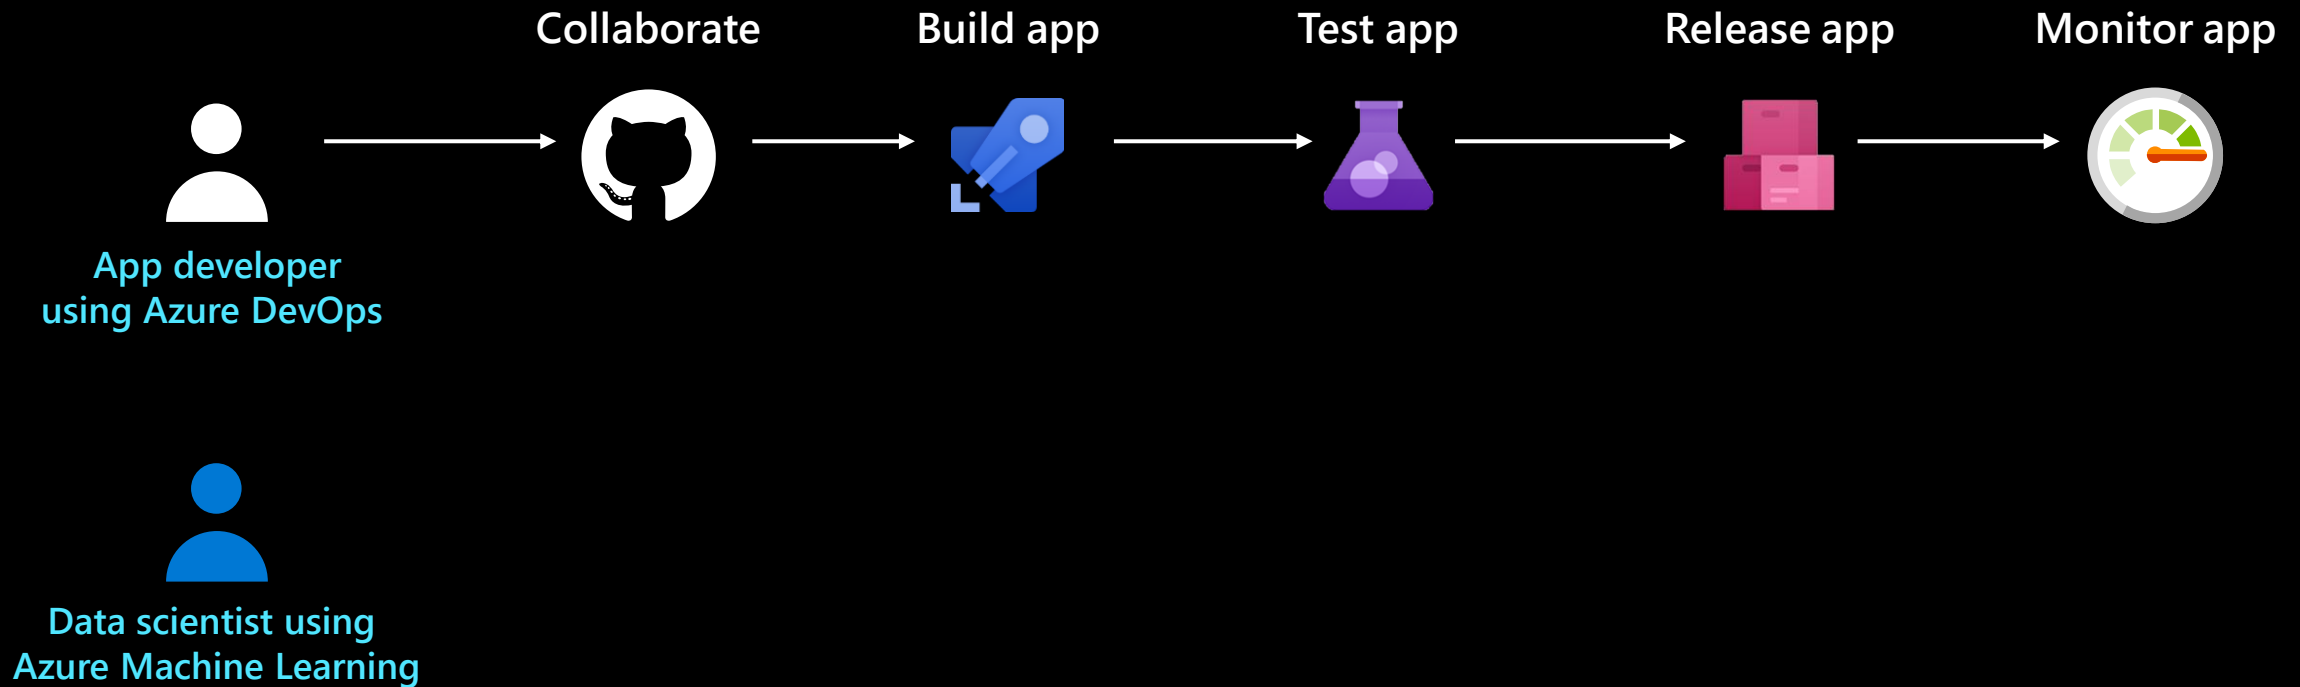 Collaborate
Build app
Test app
Release app
Monitor app
App developer
using Azure DevOps
Data scientist using
Azure Machine Learning